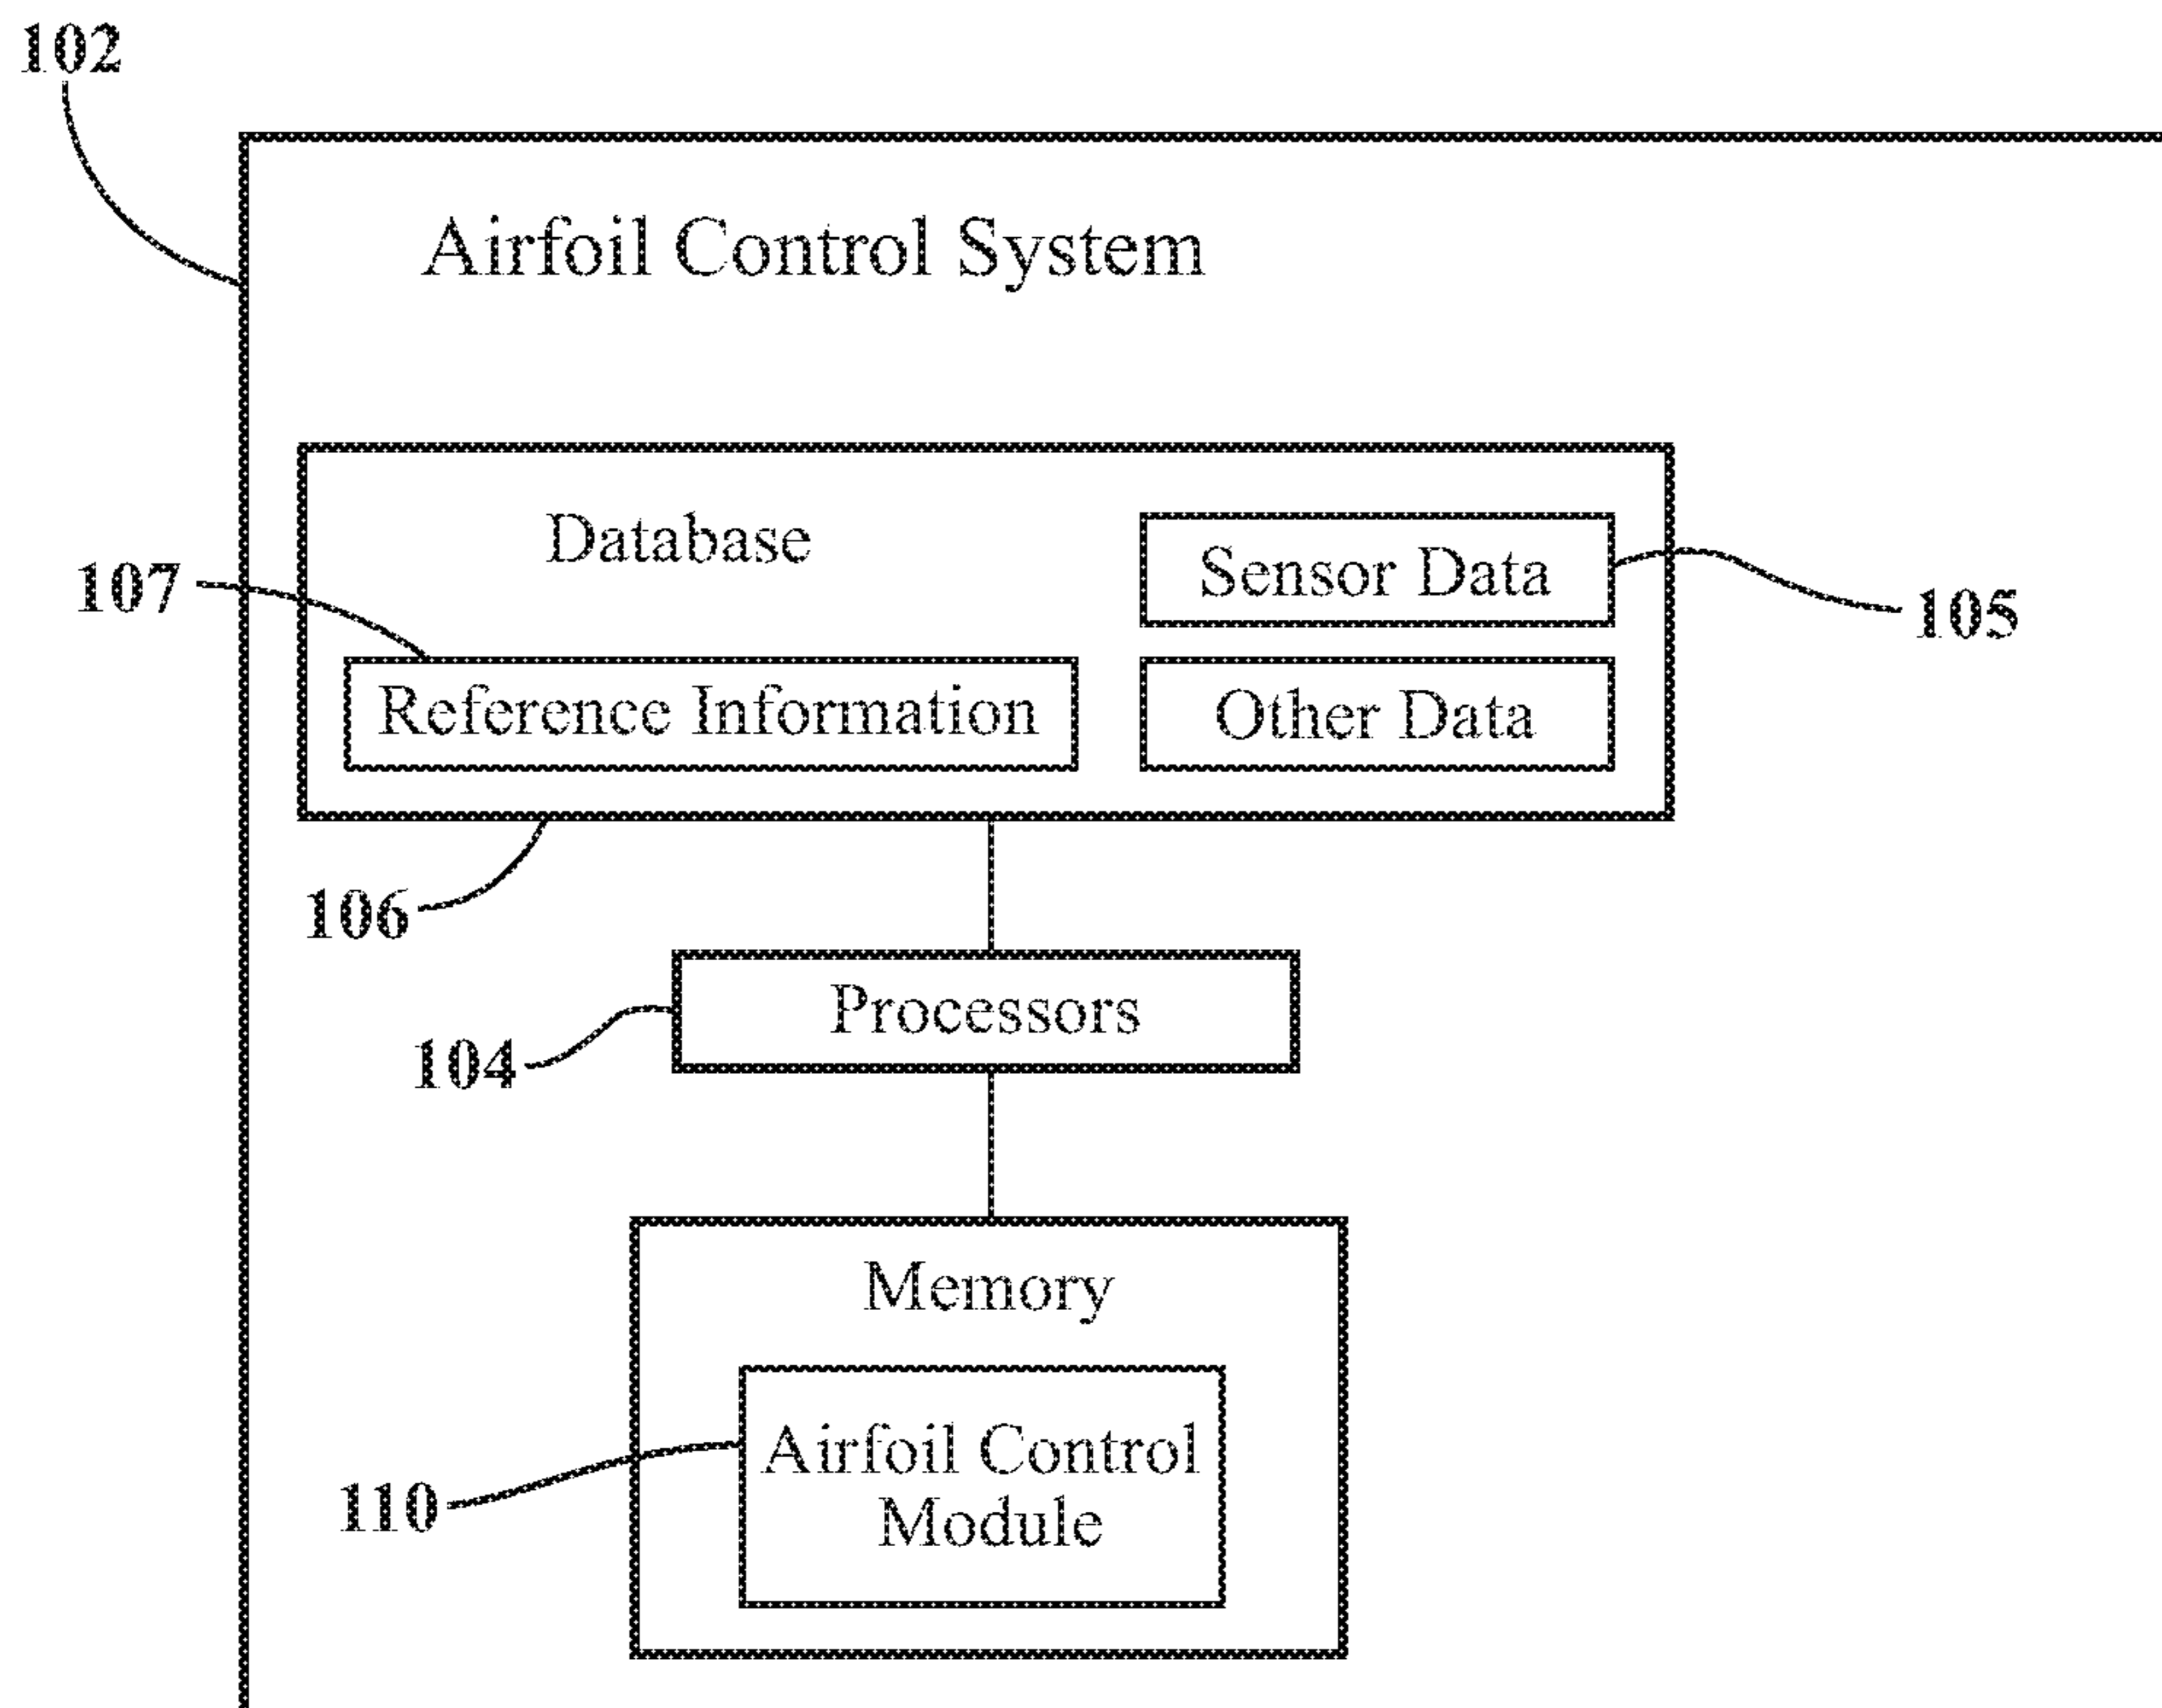 102
Airfoil Control System
Database
Sensor Data
107
105
Reference Information
Other Data
106
Processors
104
Memory
Airfoil Control
Module
110